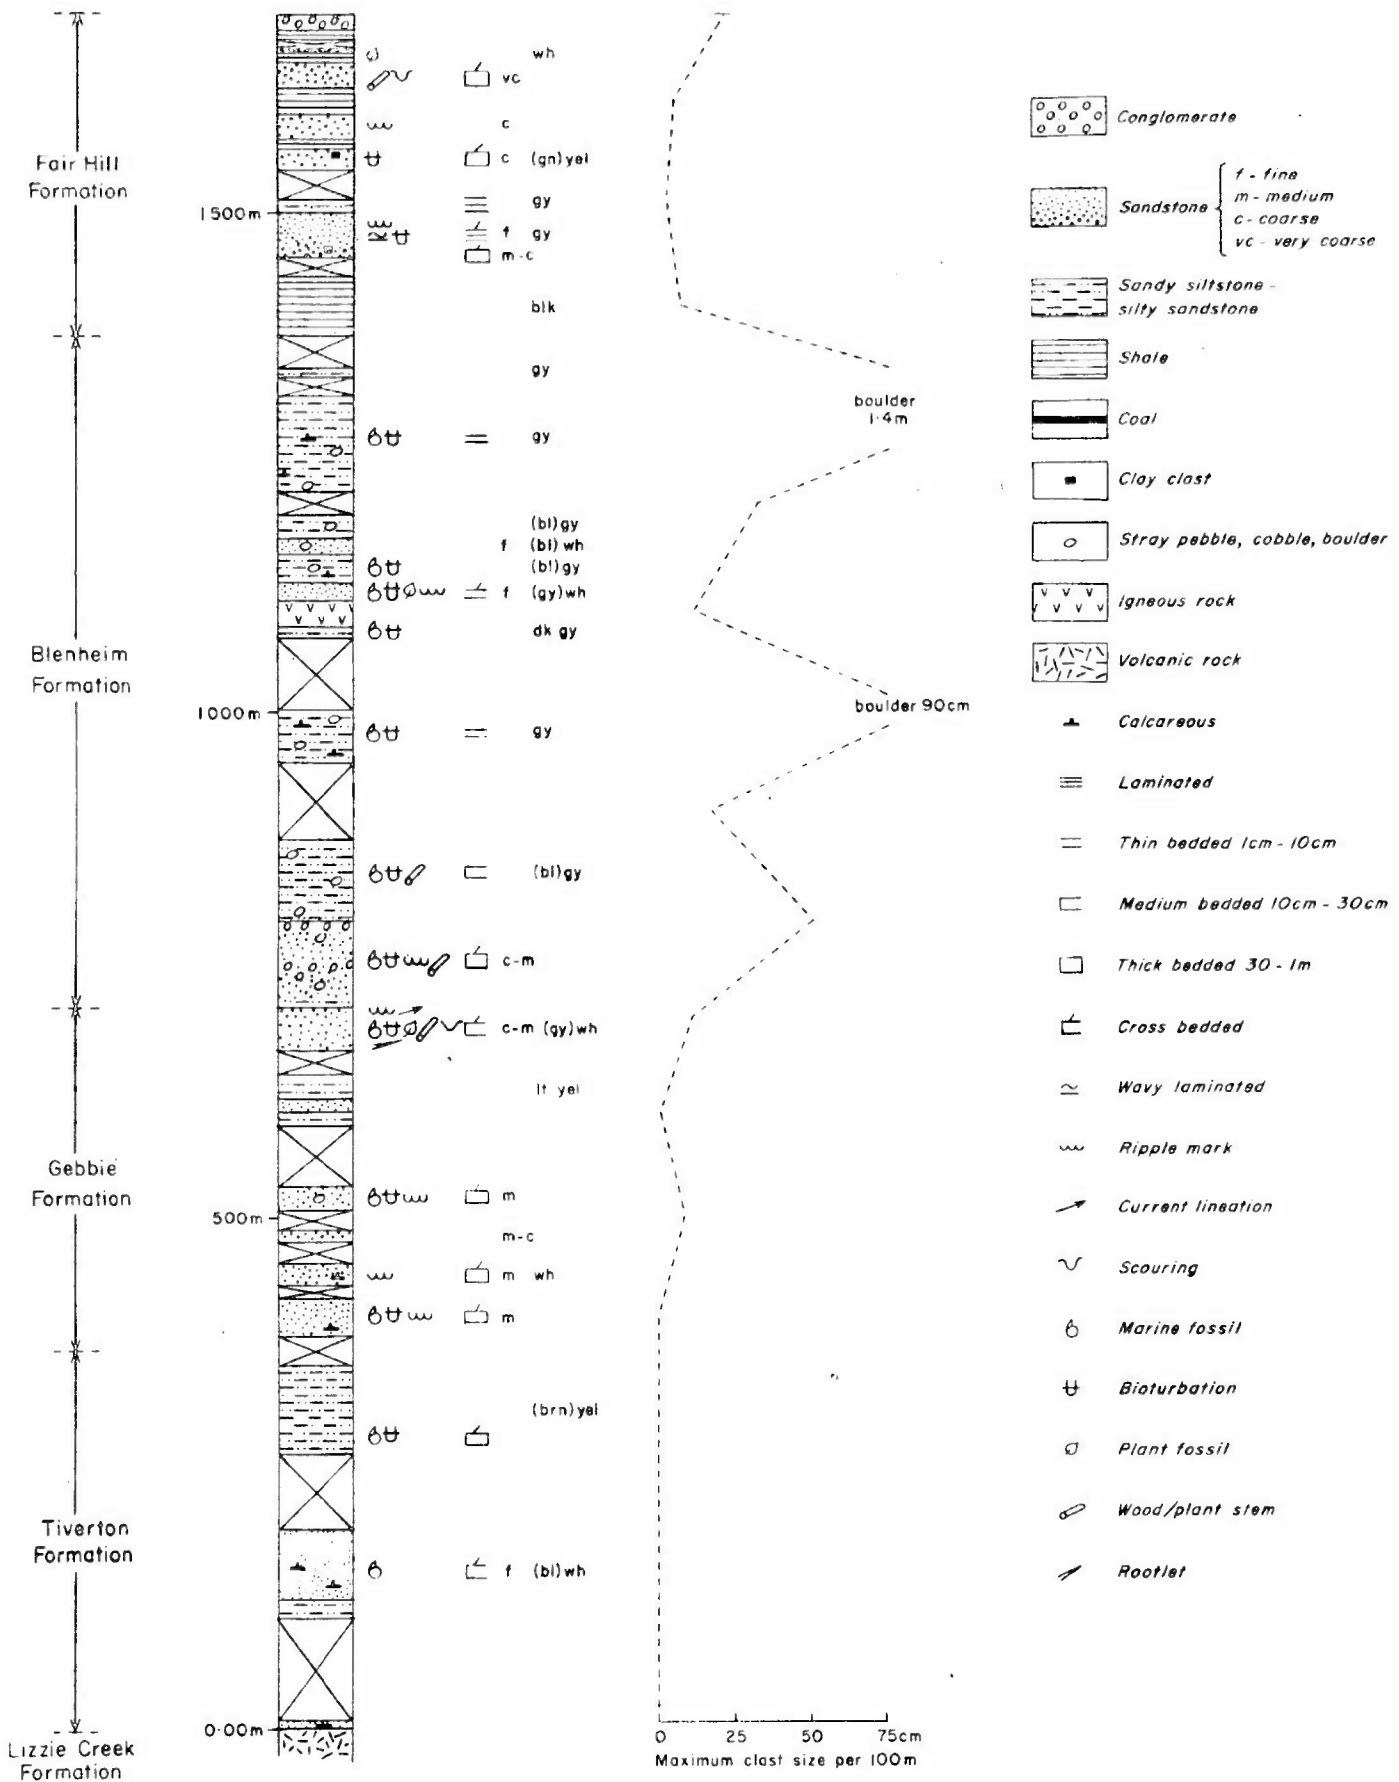 Fair Hill
Formation
Blenheim
Formation
Gebbie
Formation
Tiverton
Formation
Lizzie Creek
Formation
1500m
1000m
500m
0·00m
wh
vc
c
c (gn)yel
gy
f gy
m-c
blk
gy
gy
(bl)gy
f (bl)wh
(bl)gy
f (gy)wh
dk gy
gy
(bl)gy
c-m
c-m (gy)wh
lt yel
m
m-c
m wh
m
(brn)yel
f (bl)wh
boulder
1·4m
boulder 90cm
0 25 50 75cm
Maximum clast size per 100m
Conglomerate
Sandstone
f - fine
m - medium
c - coarse
vc - very coarse
Sandy siltstone -
silty sandstone
Shale
Coal
Clay clast
Stray pebble, cobble, boulder
Igneous rock
Volcanic rock
Calcareous
Laminated
Thin bedded 1cm - 10cm
Medium bedded 10cm - 30cm
Thick bedded 30 - 1m
Cross bedded
Wavy laminated
Ripple mark
Current lineation
Scouring
Marine fossil
Bioturbation
Plant fossil
Wood/plant stem
Rootlet